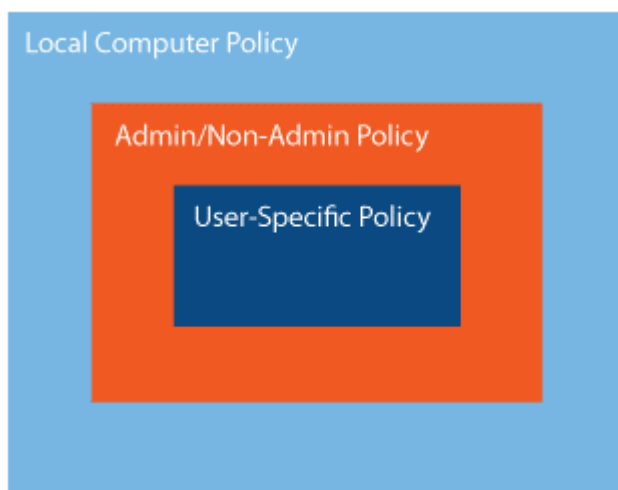 Local Computer Policy
Admin/Non-Admin Policy
User-Specific Policy